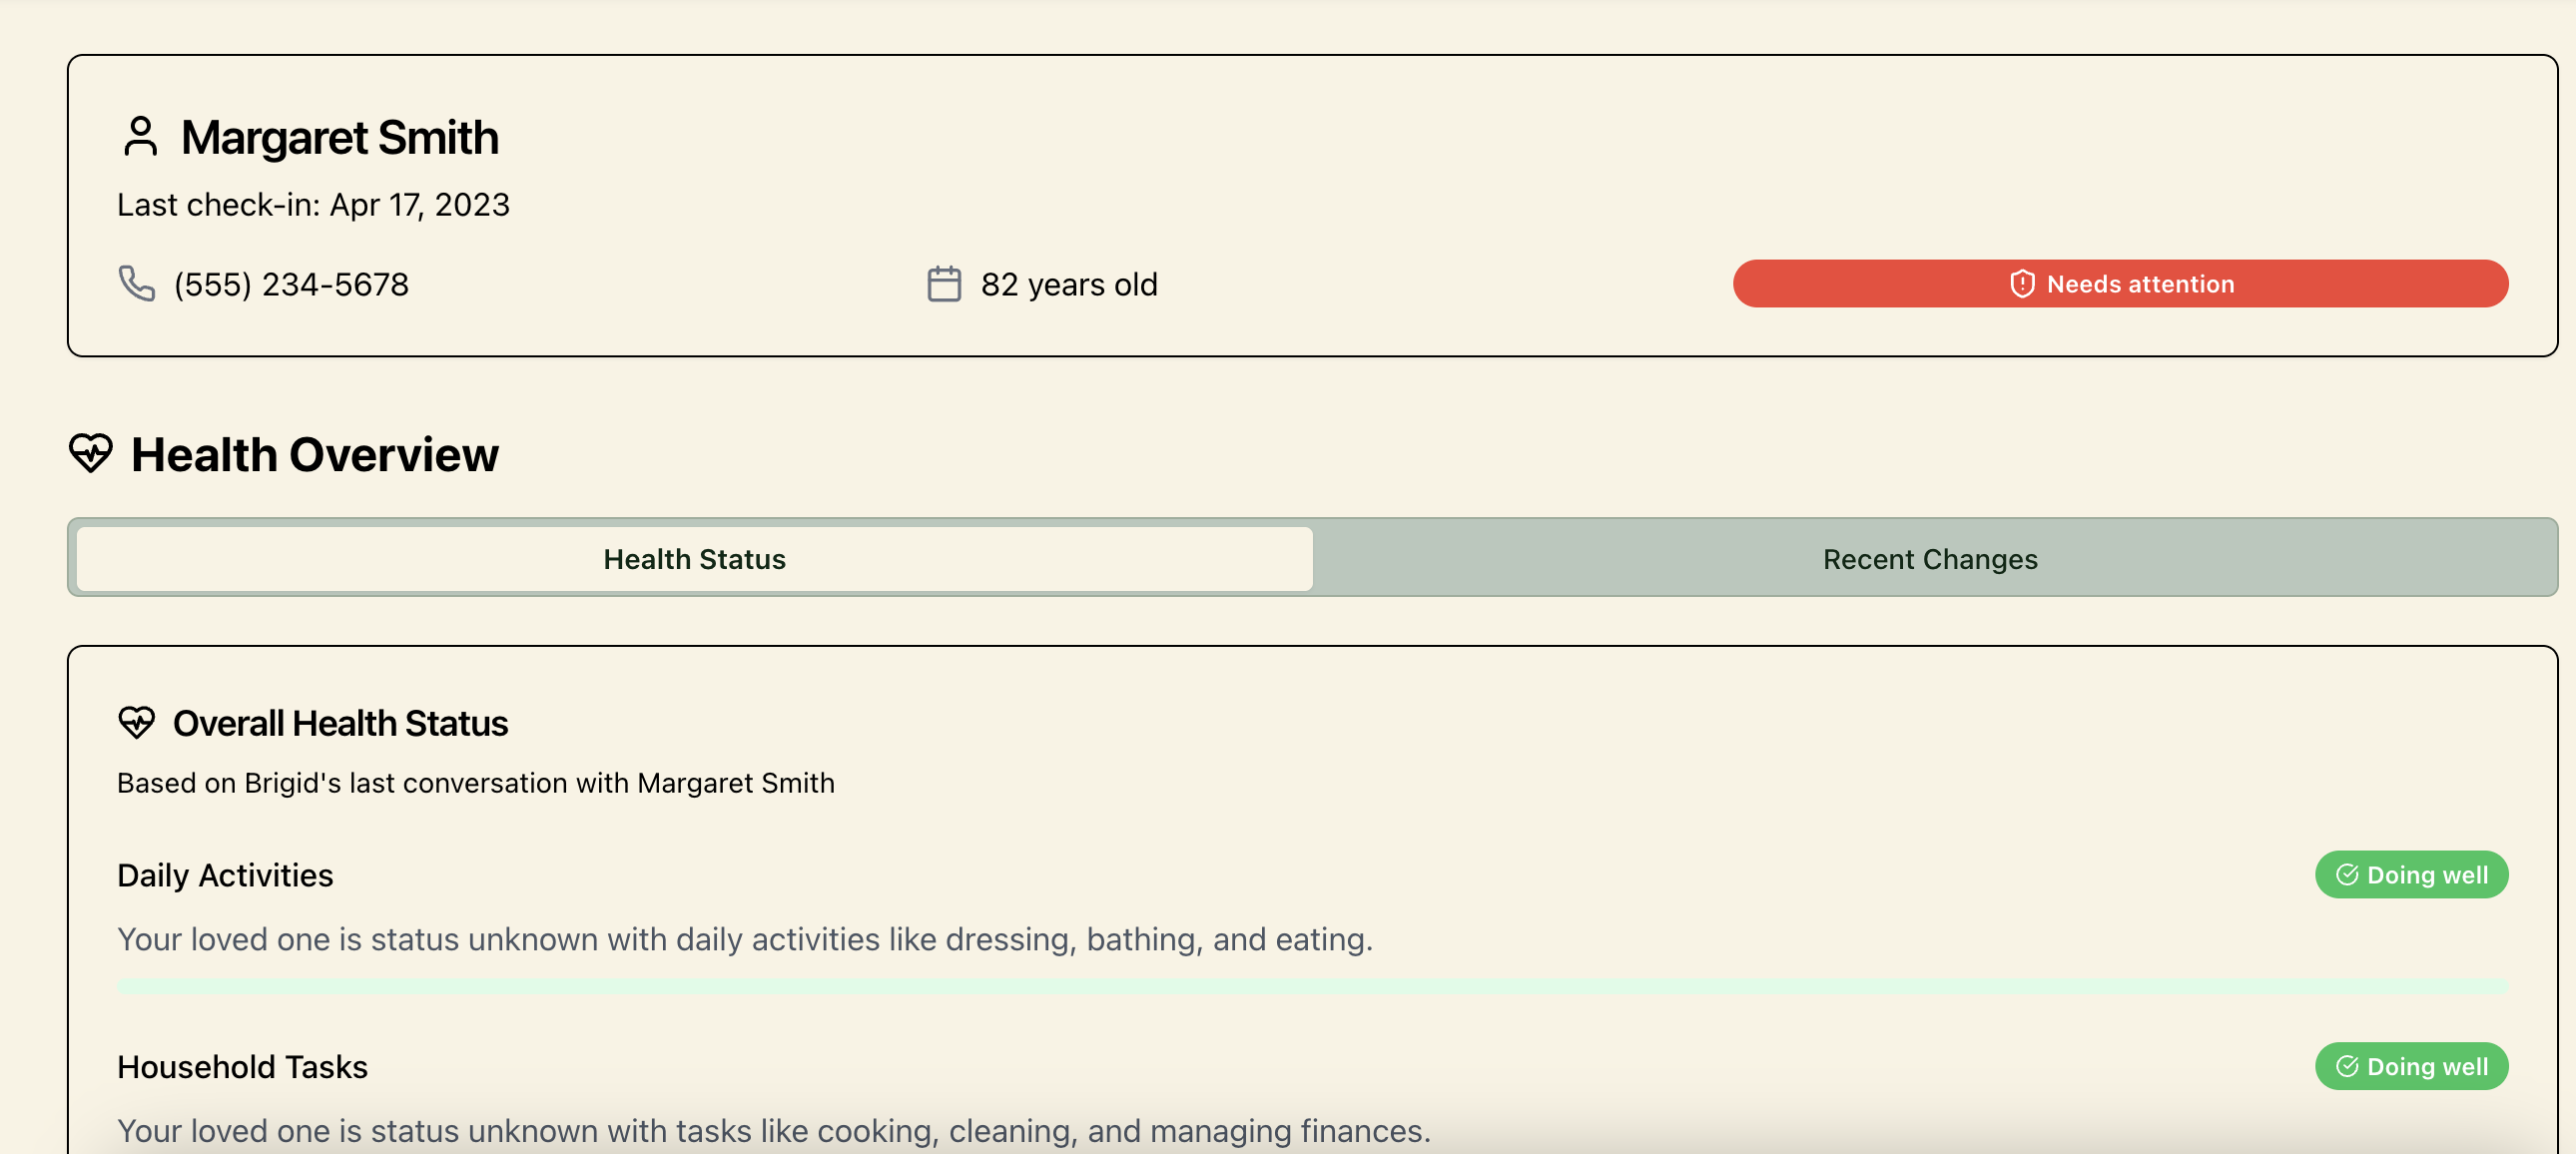 Margaret Smith
Last check-in: Apr 17, 2023
(555) 234-5678
82 years old
Needs attention
Health Overview
Health Status
Recent Changes
Overall Health Status
Based on Brigid's last conversation with Margaret Smith
Daily Activities
Doing well
Your loved one is status unknown with daily activities like dressing, bathing, and eating.
Household Tasks
Doing well
Your loved one is status unknown with tasks like cooking, cleaning, and managing finances.